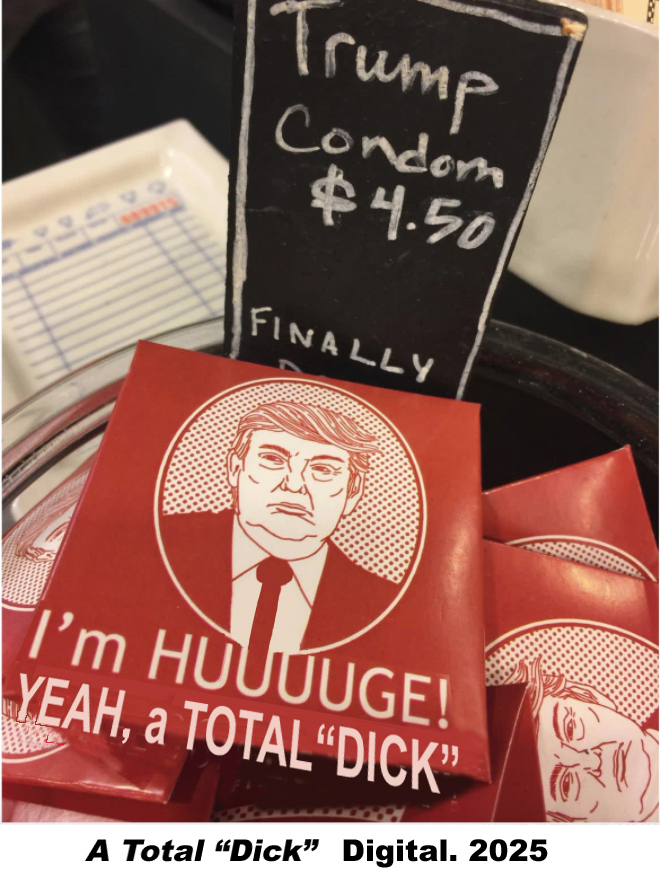 Trump
Condom
$4.50
FINALLY
I'm HUUUUGE!
YEAH, a TOTAL "DICK"
A Total "Dick" Digital. 2025